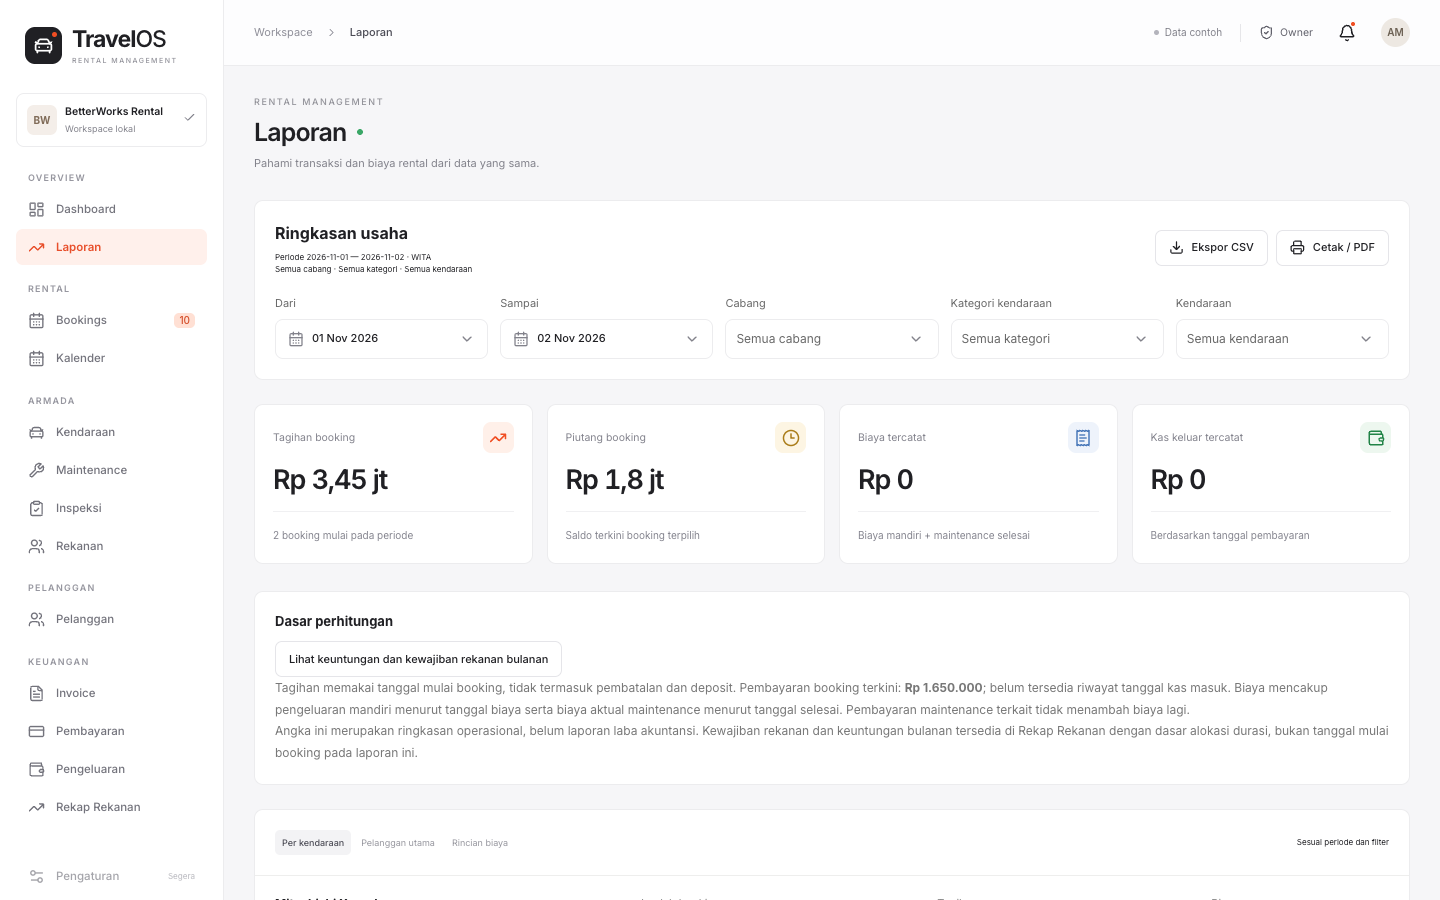 TravelOS
RENTAL MANAGEMENT
BW
BetterWorks Rental
Workspace lokal
OVERVIEW
Dashboard
Laporan
RENTAL
Bookings 10
Kalender
ARMADA
Kendaraan
Maintenance
Inspeksi
Rekanan
PELANGGAN
Pelanggan
KEUANGAN
Invoice
Pembayaran
Pengeluaran
Rekap Rekanan
Pengaturan Segera
Workspace > Laporan
Data contoh
Owner
AM
RENTAL MANAGEMENT
Laporan
Pahami transaksi dan biaya rental dari data yang sama.
Ringkasan usaha
Periode 2026-11-01 — 2026-11-02 · WITA
Semua cabang · Semua kategori · Semua kendaraan
Ekspor CSV
Cetak / PDF
Dari
01 Nov 2026
Sampai
02 Nov 2026
Cabang
Semua cabang
Kategori kendaraan
Semua kategori
Kendaraan
Semua kendaraan
Tagihan booking
Rp 3,45 jt
2 booking mulai pada periode
Piutang booking
Rp 1,8 jt
Saldo terkini booking terpilih
Biaya tercatat
Rp 0
Biaya mandiri + maintenance selesai
Kas keluar tercatat
Rp 0
Berdasarkan tanggal pembayaran
Dasar perhitungan
Lihat keuntungan dan kewajiban rekanan bulanan
Tagihan memakai tanggal mulai booking, tidak termasuk pembatalan dan deposit. Pembayaran booking terkini: Rp 1.650.000; belum tersedia riwayat tanggal kas masuk. Biaya mencakup
pengeluaran mandiri menurut tanggal biaya serta biaya aktual maintenance menurut tanggal selesai. Pembayaran maintenance terkait tidak menambah biaya lagi.
Angka ini merupakan ringkasan operasional, belum laporan laba akuntansi. Kewajiban rekanan dan keuntungan bulanan tersedia di Rekap Rekanan dengan dasar alokasi durasi, bukan tanggal mulai
booking pada laporan ini.
Per kendaraan
Pelanggan utama
Rincian biaya
Sesuai periode dan filter